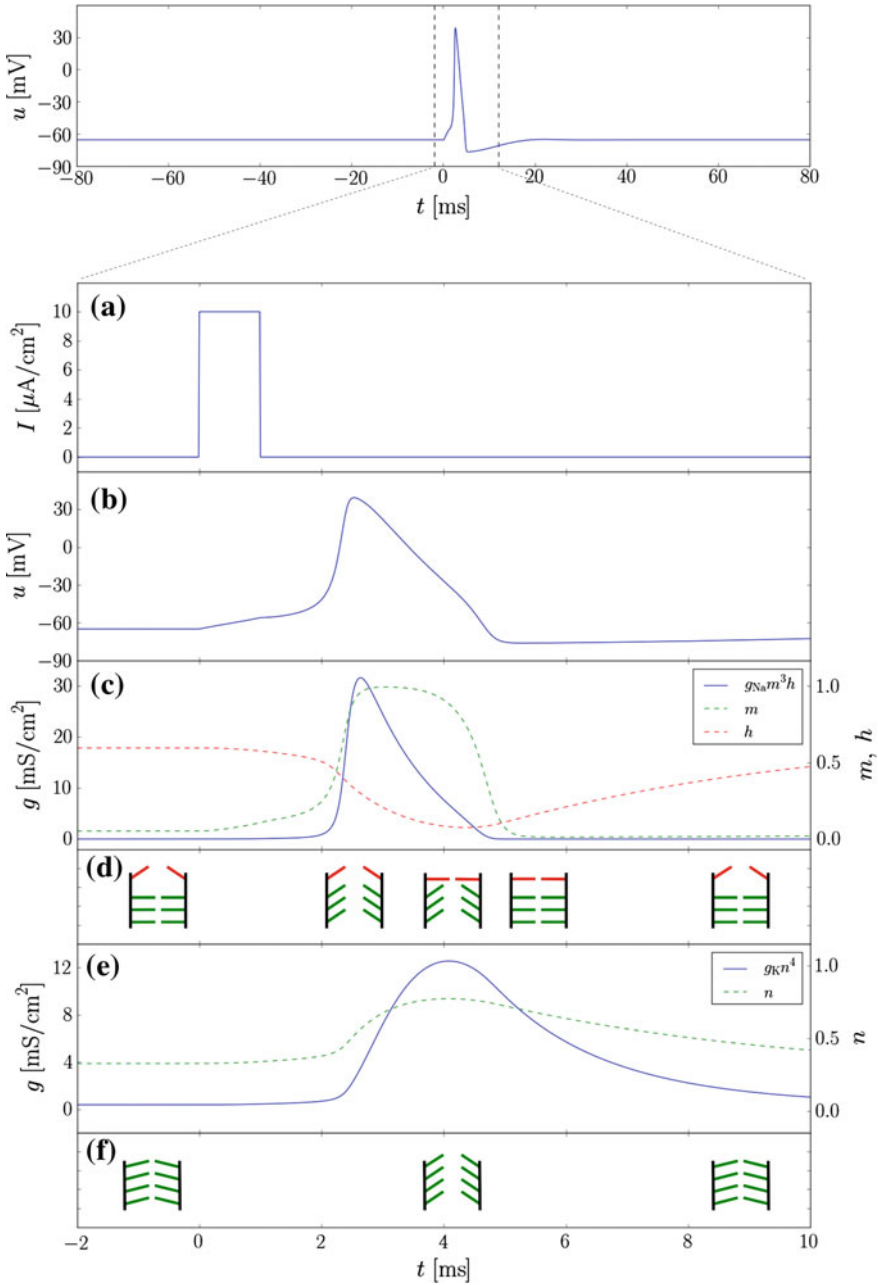 30
0
−30
−60
−90
u [mV]
−80 −60 −40 −20 0 20 40 60 80
t [ms]
(a)
10
8
6
4
2
0
I [μA/cm²]
(b)
30
0
−30
−60
−90
u [mV]
(c)
30
20
10
0
g [mS/cm²]
g_Na m³h
m
h
1.0
0.5
0.0
m, h
(d)
(e)
12
8
4
0
g [mS/cm²]
g_K n⁴
n
1.0
0.5
0.0
n
(f)
−2 0 2 4 6 8 10
t [ms]